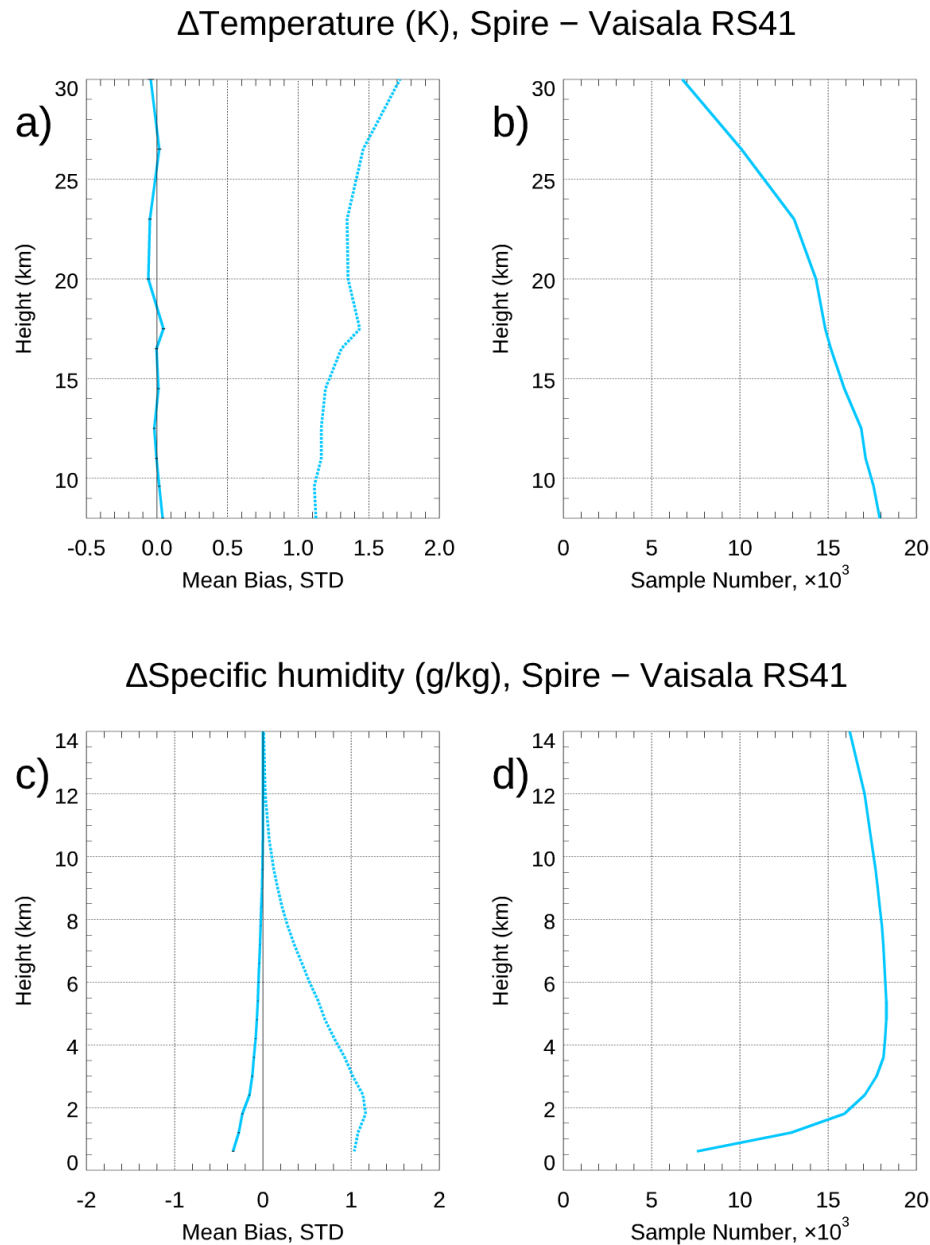 ΔTemperature (K), Spire − Vaisala RS41
a)
30
25
20
15
10
Height (km)
-0.5 0.0 0.5 1.0 1.5 2.0
Mean Bias, STD
b)
30
25
20
15
10
Height (km)
0 5 10 15 20
Sample Number, ×10³
ΔSpecific humidity (g/kg), Spire − Vaisala RS41
c)
14
12
10
8
6
4
2
0
Height (km)
-2 -1 0 1 2
Mean Bias, STD
d)
14
12
10
8
6
4
2
0
Height (km)
0 5 10 15 20
Sample Number, ×10³